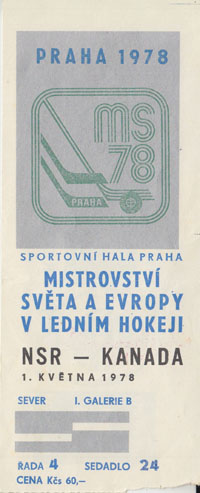 PRAHA 1978
ms
78
PRAHA
SPORTOVNÍ HALA PRAHA
MISTROVSTVÍ
SVĚTA A EVROPY
V LEDNÍM HOKEJI
NSR — KANADA
1. KVĚTNA 1978
SEVER I. GALERIE B
RADA 4 SEDADLO 24
CENA Kčs 60,—